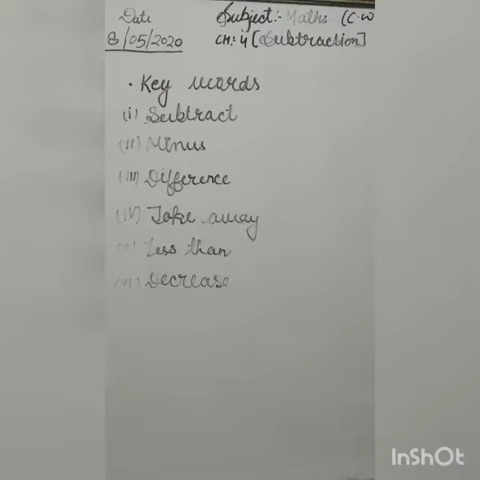 Date Subject:- Maths (C.W
8/05/2020 CH:4 [Subtraction]
• Key words
(i) Subtract
(ii) Minus
(iii) Difference
(iv) Take away
(v) Less than
(vi) Decrease
InShOt